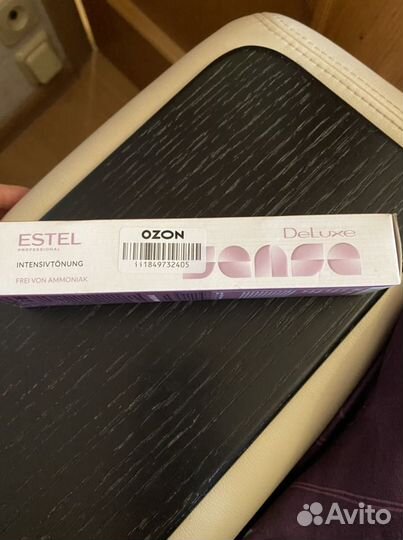 ESTEL
PROFESSIONAL
INTENSIVTÖNUNG
FREI VON AMMONIAK
OZON
111849732405
DeLuxe
sense
Avito